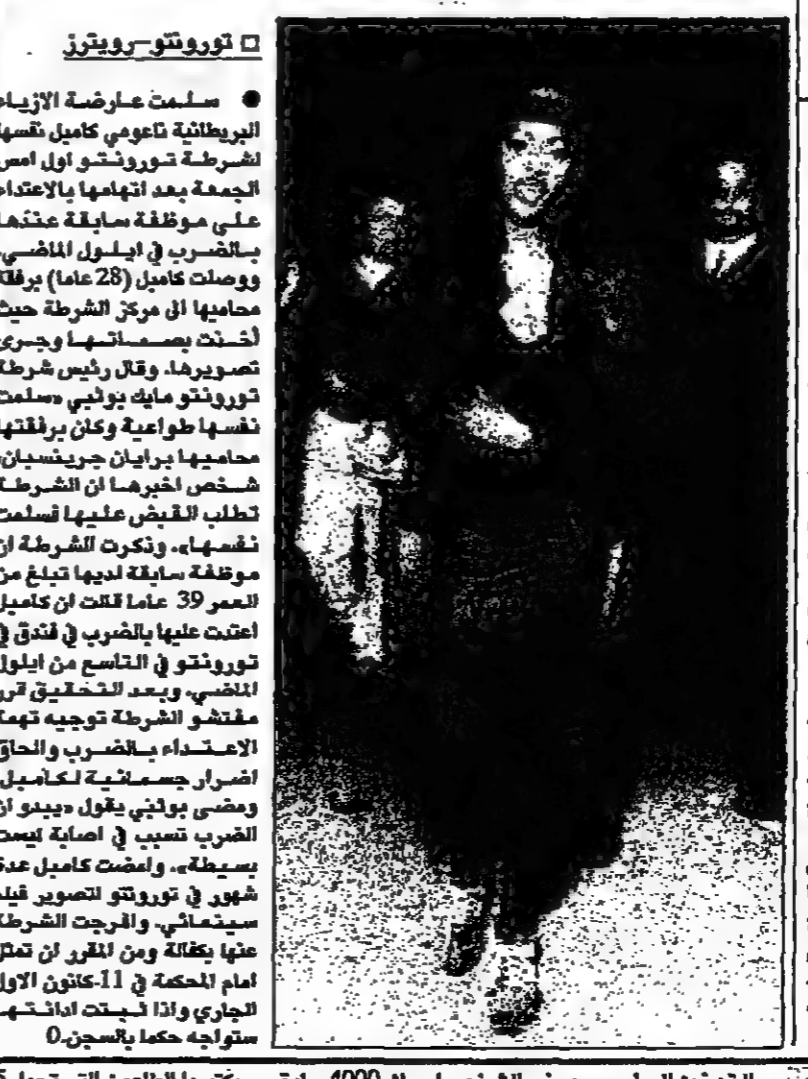 □ تورونتو-رويترز
● سلمت عارضة الازياء
البريطانية ناعومي كامبل نفسها
لشرطة تورونتو اول امس
الجمعة بعد اتهامها بالاعتداء
على موظفة سابقة عندها
بالضرب في ايلول الماضي.
ووصلت كامبل (28 عاما) برفقة
محاميها الى مركز الشرطة حيث
أخذت بصماتها وجرى
تصويرها. وقال رئيس شرطة
تورونتو مايك بوثبي «سلمت
نفسها طواعية وكان برفقتها
محاميها برايان جرينسبان.
شخص اخبرها ان الشرطة
تطلب القبض عليها فسلمت
نفسها». وذكرت الشرطة ان
موظفة سابقة لديها تبلغ من
العمر 39 عاما قالت ان كامبل
اعتدت عليها بالضرب في فندق في
تورونتو في التاسع من ايلول
الماضي. وبعد التحقيق قرر
مفتشو الشرطة توجيه تهمة
الاعتداء بالضرب والحاق
اضرار جسمانية لكامبل.
ومضى بوثبي يقول «يبدو ان
الضرب تسبب في اصابة ليست
بسيطة». وامضت كامبل عدة
شهور في تورونتو لتصوير فيلم
سينمائي. وافرجت الشرطة
عنها بكفالة ومن المقرر ان تمثل
امام المحكمة في 11-كانون الاول
الجاري واذا ثبتت ادانتها
ستواجه حكما بالسجن.0